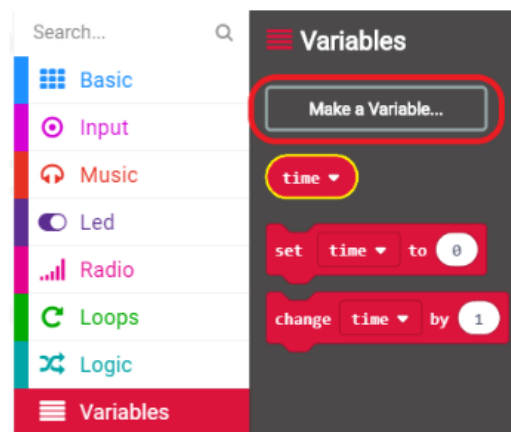 Search...
Basic
Input
Music
Led
Radio
Loops
Logic
Variables
Variables
Make a Variable...
time
set time to 0
change time by 1